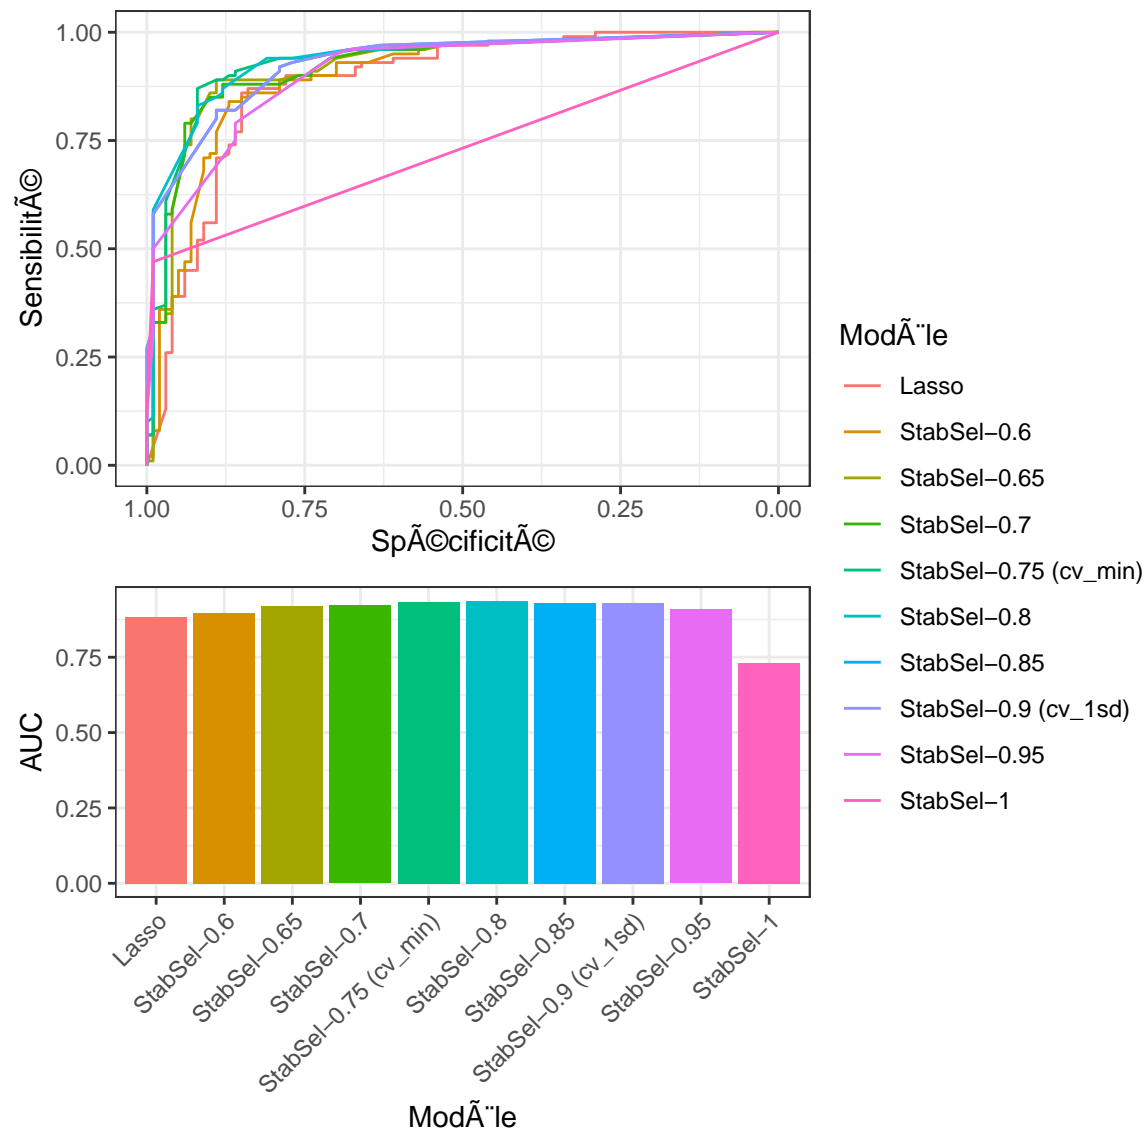 1.00
0.75
0.50
0.25
0.00
SensibilitÃ©
1.00
0.75
0.50
0.25
0.00
SpÃ©cificitÃ©
0.75
0.50
0.25
0.00
AUC
Lasso
StabSel−0.6
StabSel−0.65
StabSel−0.7
StabSel−0.75 (cv_min)
StabSel−0.8
StabSel−0.85
StabSel−0.9 (cv_1sd)
StabSel−0.95
StabSel−1
ModÃ¨le
ModÃ¨le
Lasso
StabSel−0.6
StabSel−0.65
StabSel−0.7
StabSel−0.75 (cv_min)
StabSel−0.8
StabSel−0.85
StabSel−0.9 (cv_1sd)
StabSel−0.95
StabSel−1